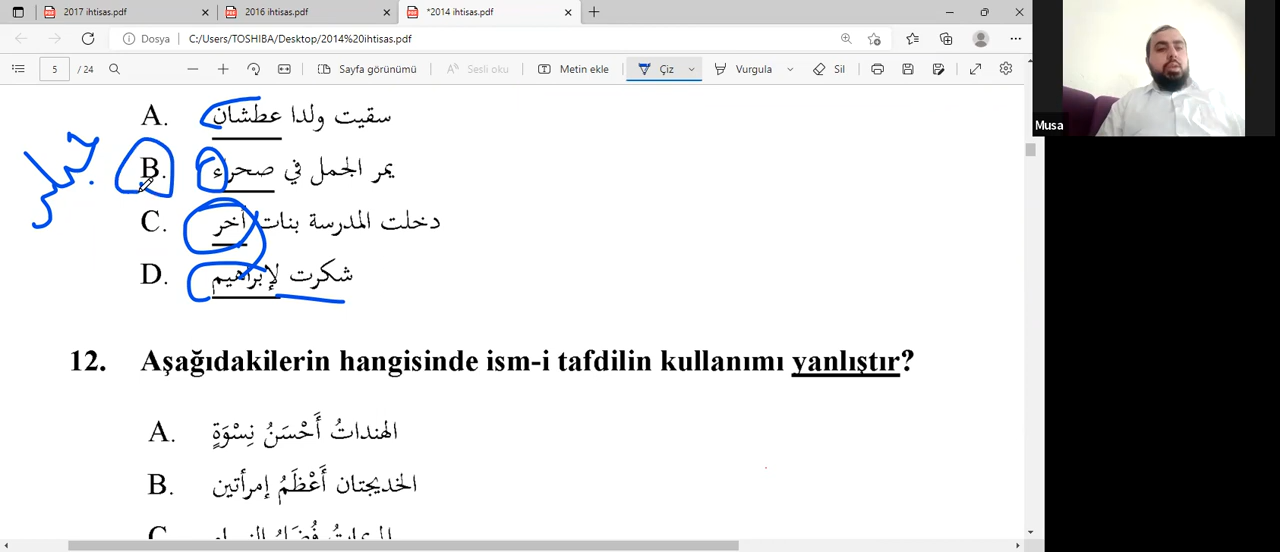 2017 ihtisas.pdf
2016 ihtisas.pdf
*2014 ihtisas.pdf
Dosya
C:/Users/TOSHIBA/Desktop/2014%20ihtisas.pdf
5 / 24
Sayfa görünümü
Sesli oku
Metin ekle
Çiz
Vurgula
Sil
Musa
A. سقيت ولدا عطشان
B. يمر الجمل في صحراء
C. دخلت المدرسة بنات أخر
D. شكرت لإبراهيم
12. Aşağıdakilerin hangisinde ism-i tafdilin kullanımı yanlıştır?
A. الهنداتُ أَحْسَنُ نِسْوَةٍ
B. الخديجتان أَعْظَمُ إمرأتين
C.